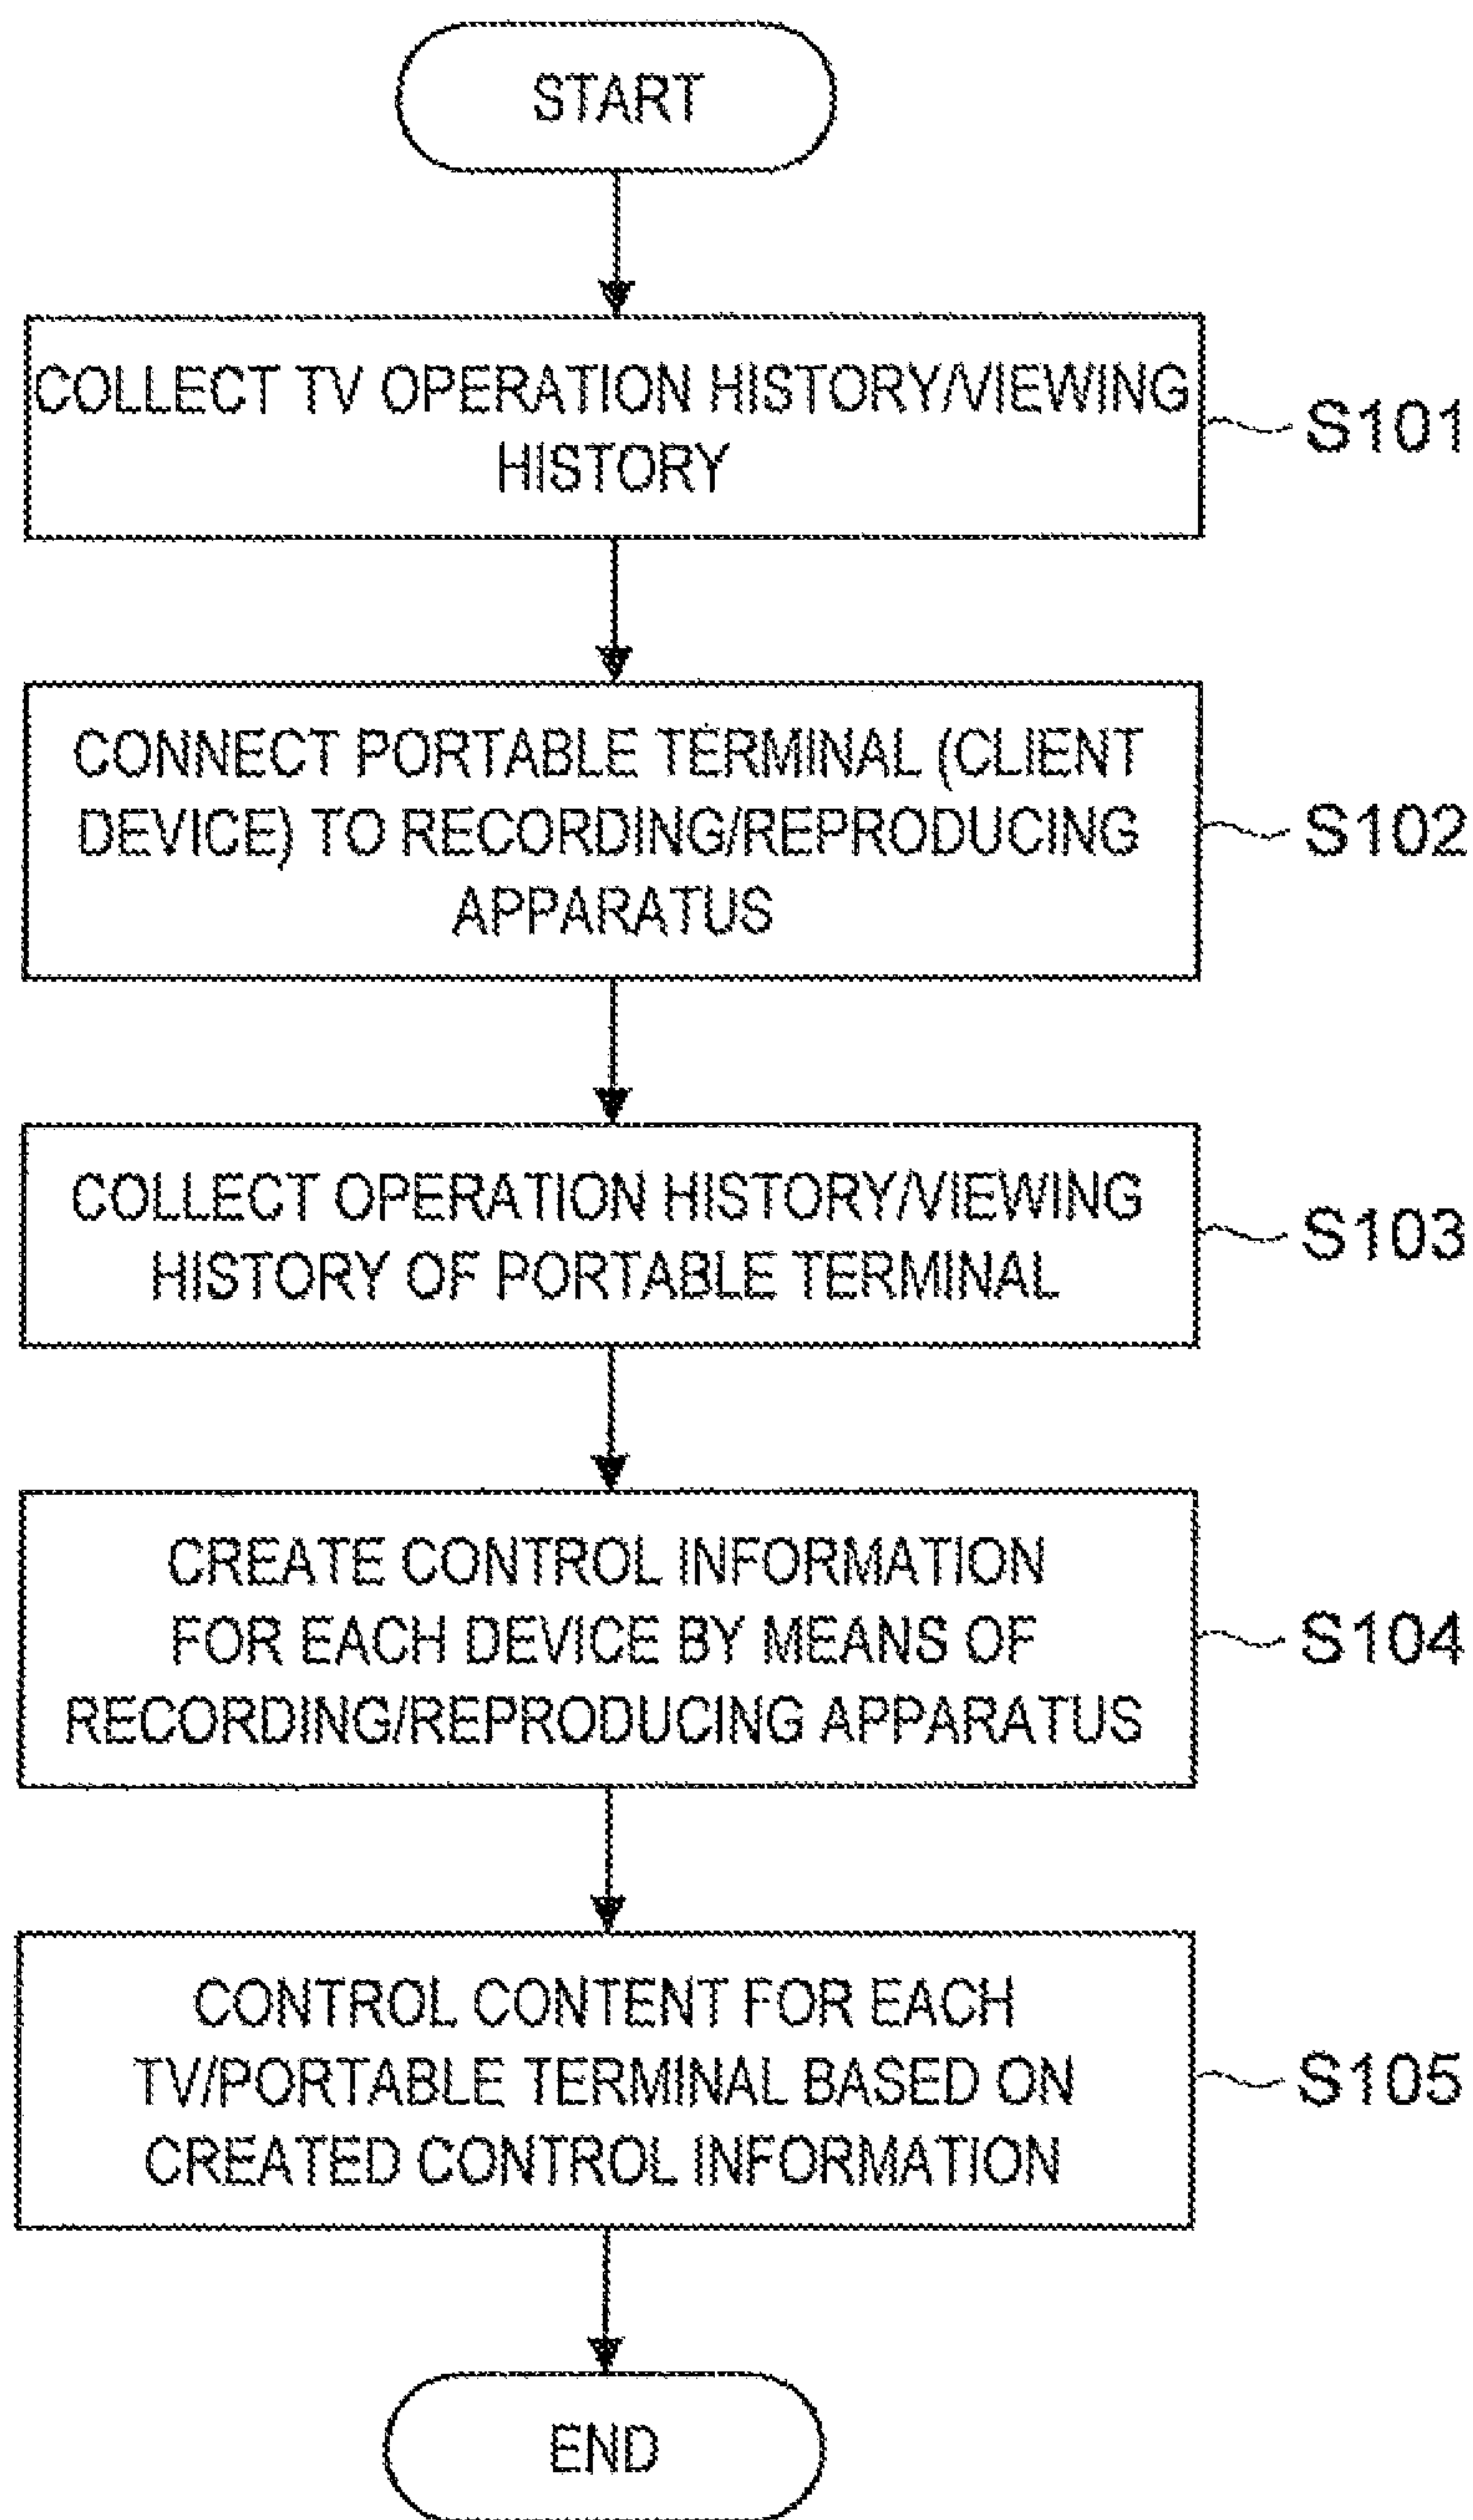 START
COLLECT TV OPERATION HISTORY/VIEWING
HISTORY
S101
CONNECT PORTABLE TERMINAL (CLIENT
DEVICE) TO RECORDING/REPRODUCING
APPARATUS
S102
COLLECT OPERATION HISTORY/VIEWING
HISTORY OF PORTABLE TERMINAL
S103
CREATE CONTROL INFORMATION
FOR EACH DEVICE BY MEANS OF
RECORDING/REPRODUCING APPARATUS
S104
CONTROL CONTENT FOR EACH
TV/PORTABLE TERMINAL BASED ON
CREATED CONTROL INFORMATION
S105
END